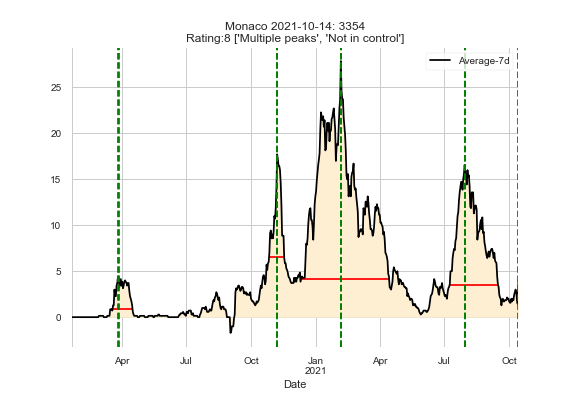 Monaco 2021-10-14: 3354
Rating:8 ['Multiple peaks', 'Not in control']
Average-7d
25
20
15
10
5
0
Apr Jul Oct Jan Apr Jul Oct
2021
Date